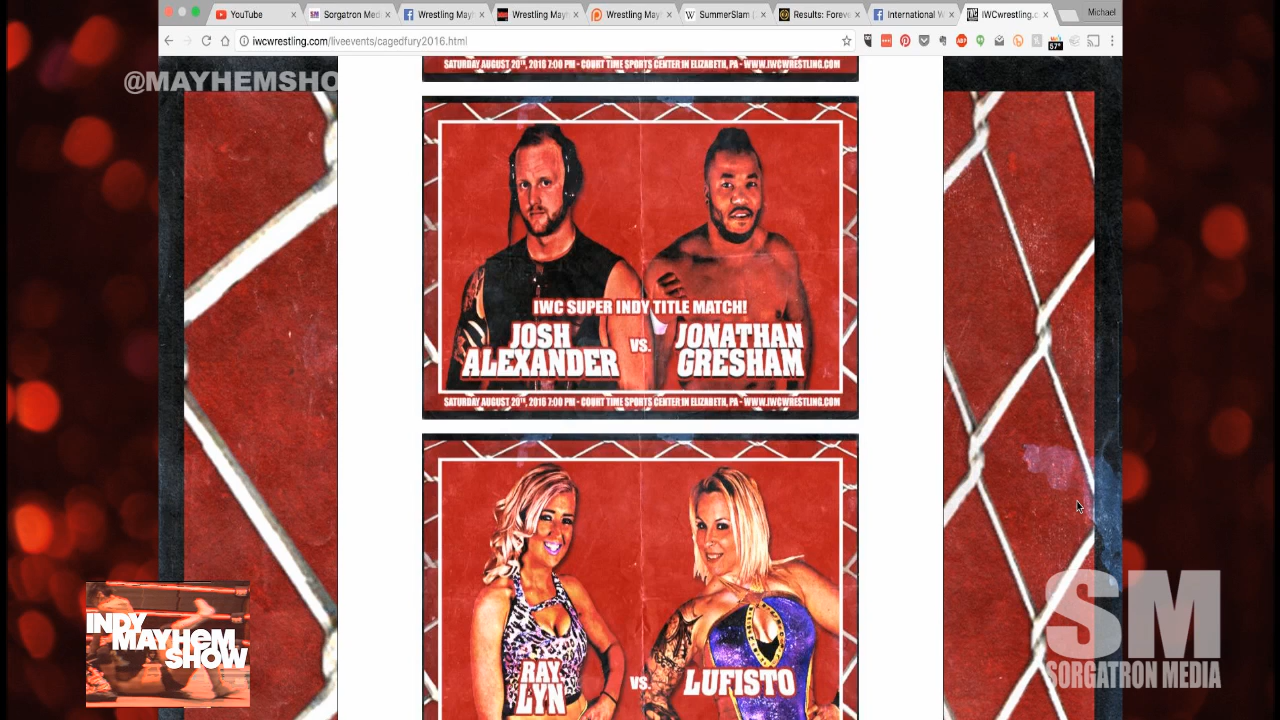 YouTube
Sorgatron Med
Wrestling May
Wrestling Mayh
Wrestling May
SummerSlam (
Results: Foreve
International W
IWCwrestling.c
Michael
iwcwrestling.com/liveevents/cagedfury2016.html
57°
@MAYHEMSHO
SATURDAY AUGUST 20TH, 2016 7:00 PM - COURT TIME SPORTS CENTER IN ELIZABETH, PA - WWW.IWCWRESTLING.COM
IWC SUPER INDY TITLE MATCH!
JOSH
ALEXANDER
VS.
JONATHAN
GRESHAM
SATURDAY AUGUST 20TH, 2016 7:00 PM - COURT TIME SPORTS CENTER IN ELIZABETH, PA - WWW.IWCWRESTLING.COM
RAY
LYN
VS.
LUFISTO
INDY
MAYHEM
SHOW
SM
SORGATRON MEDIA